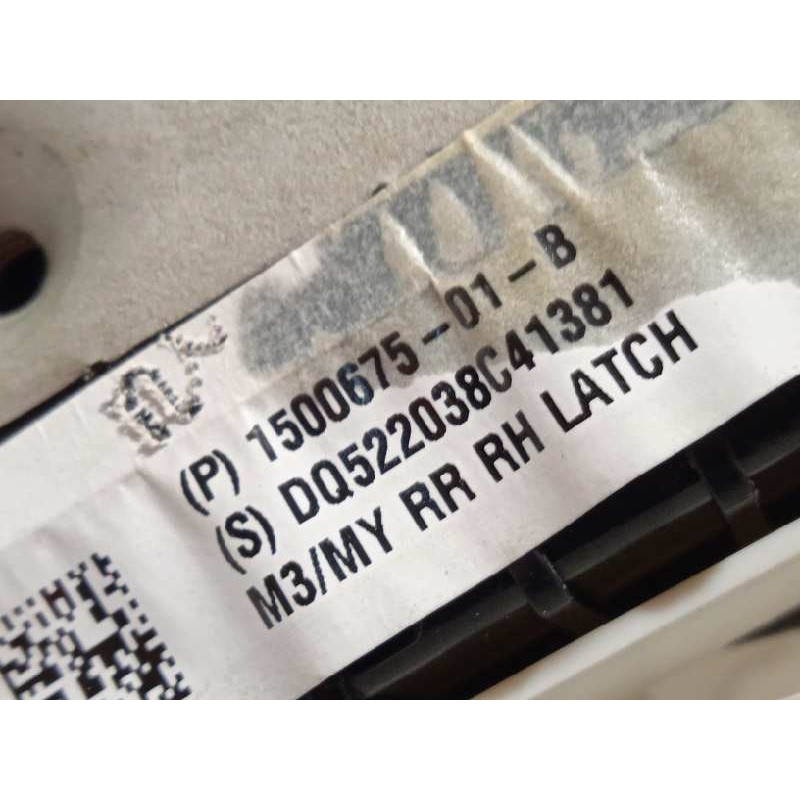 (P) 1500675-01-B
(S) DQ522038C41381
M3/MY RR RH LATCH